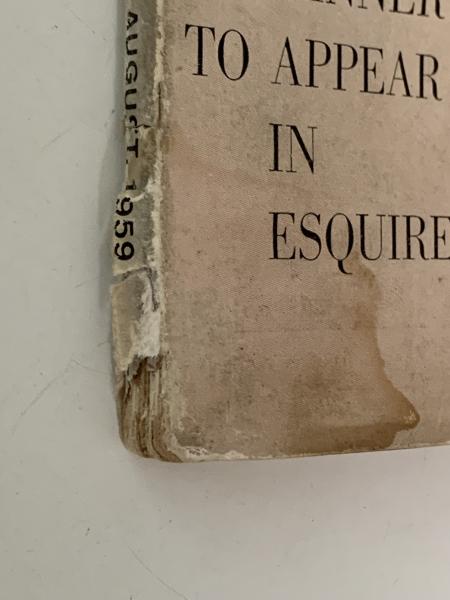 TO APPEAR
IN
ESQUIRE
AUGUST, 1959